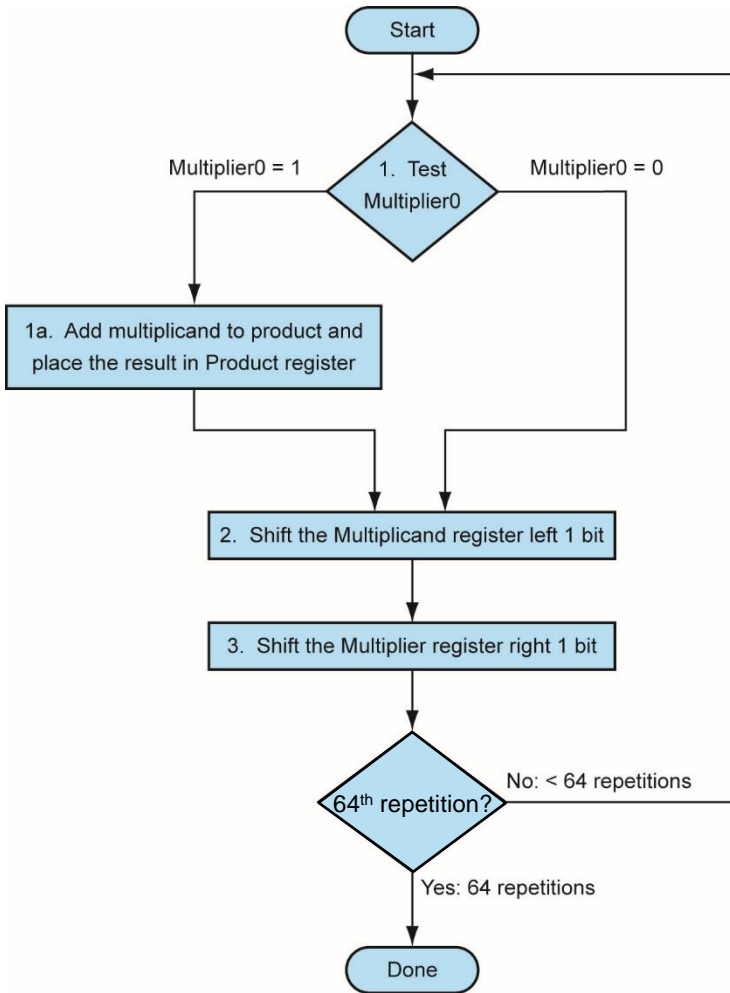 Start
Multiplier0 = 1
1. Test
Multiplier0
Multiplier0 = 0
1a. Add multiplicand to product and
place the result in Product register
2. Shift the Multiplicand register left 1 bit
3. Shift the Multiplier register right 1 bit
64th repetition?
No: < 64 repetitions
Yes: 64 repetitions
Done